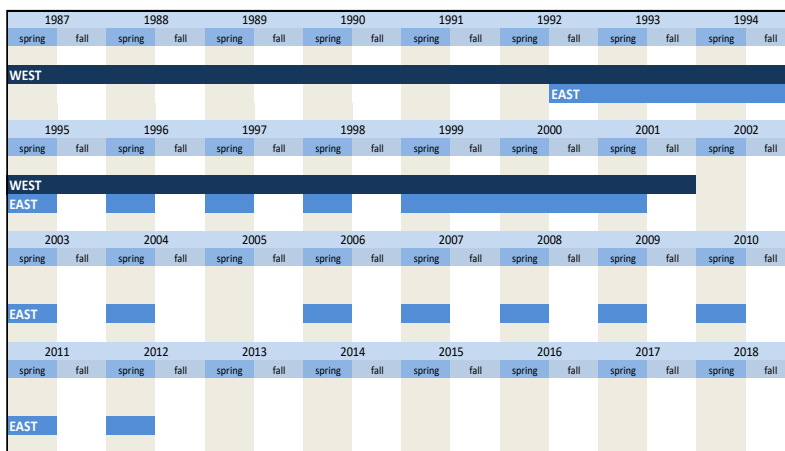 1987 1988 1989 1990 1991 1992 1993 1994
spring fall spring fall spring fall spring fall spring fall spring fall spring fall spring fall
WEST
EAST
1995 1996 1997 1998 1999 2000 2001 2002
spring fall spring fall spring fall spring fall spring fall spring fall spring fall spring fall
WEST
EAST
2003 2004 2005 2006 2007 2008 2009 2010
spring fall spring fall spring fall spring fall spring fall spring fall spring fall spring fall
EAST
2011 2012 2013 2014 2015 2016 2017 2018
spring fall spring fall spring fall spring fall spring fall spring fall spring fall spring fall
EAST